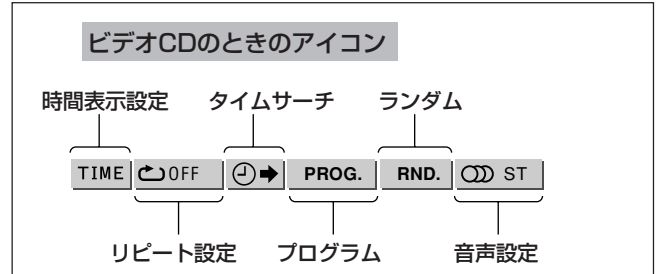 ビデオCDのときのアイコン
時間表示設定 タイムサーチ ランダム
TIME OFF PROG. RND. ST
リピート設定 プログラム 音声設定